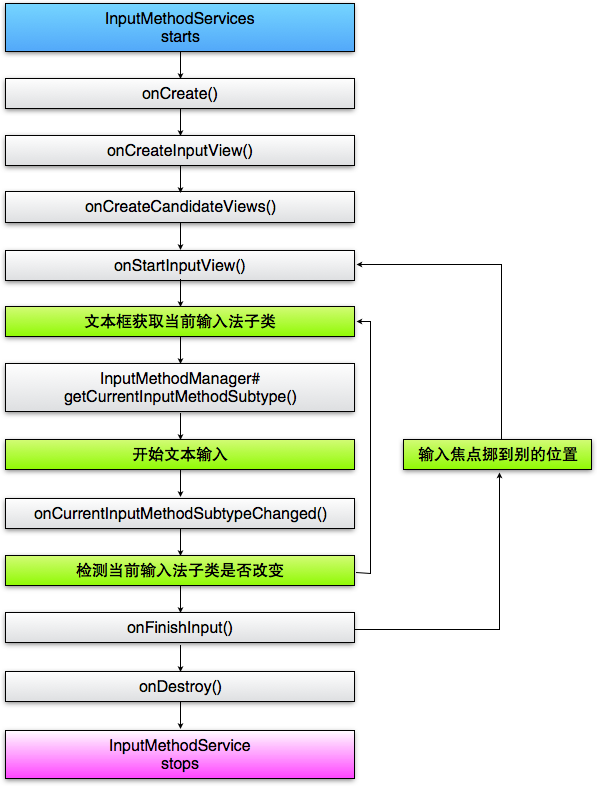 InputMethodServices
starts
onCreate()
onCreateInputView()
onCreateCandidateViews()
onStartInputView()
文本框获取当前输入法子类
InputMethodManager#
getCurrentInputMethodSubtype()
开始文本输入
输入焦点挪到别的位置
onCurrentInputMethodSubtypeChanged()
检测当前输入法子类是否改变
onFinishInput()
onDestroy()
InputMethodService
stops